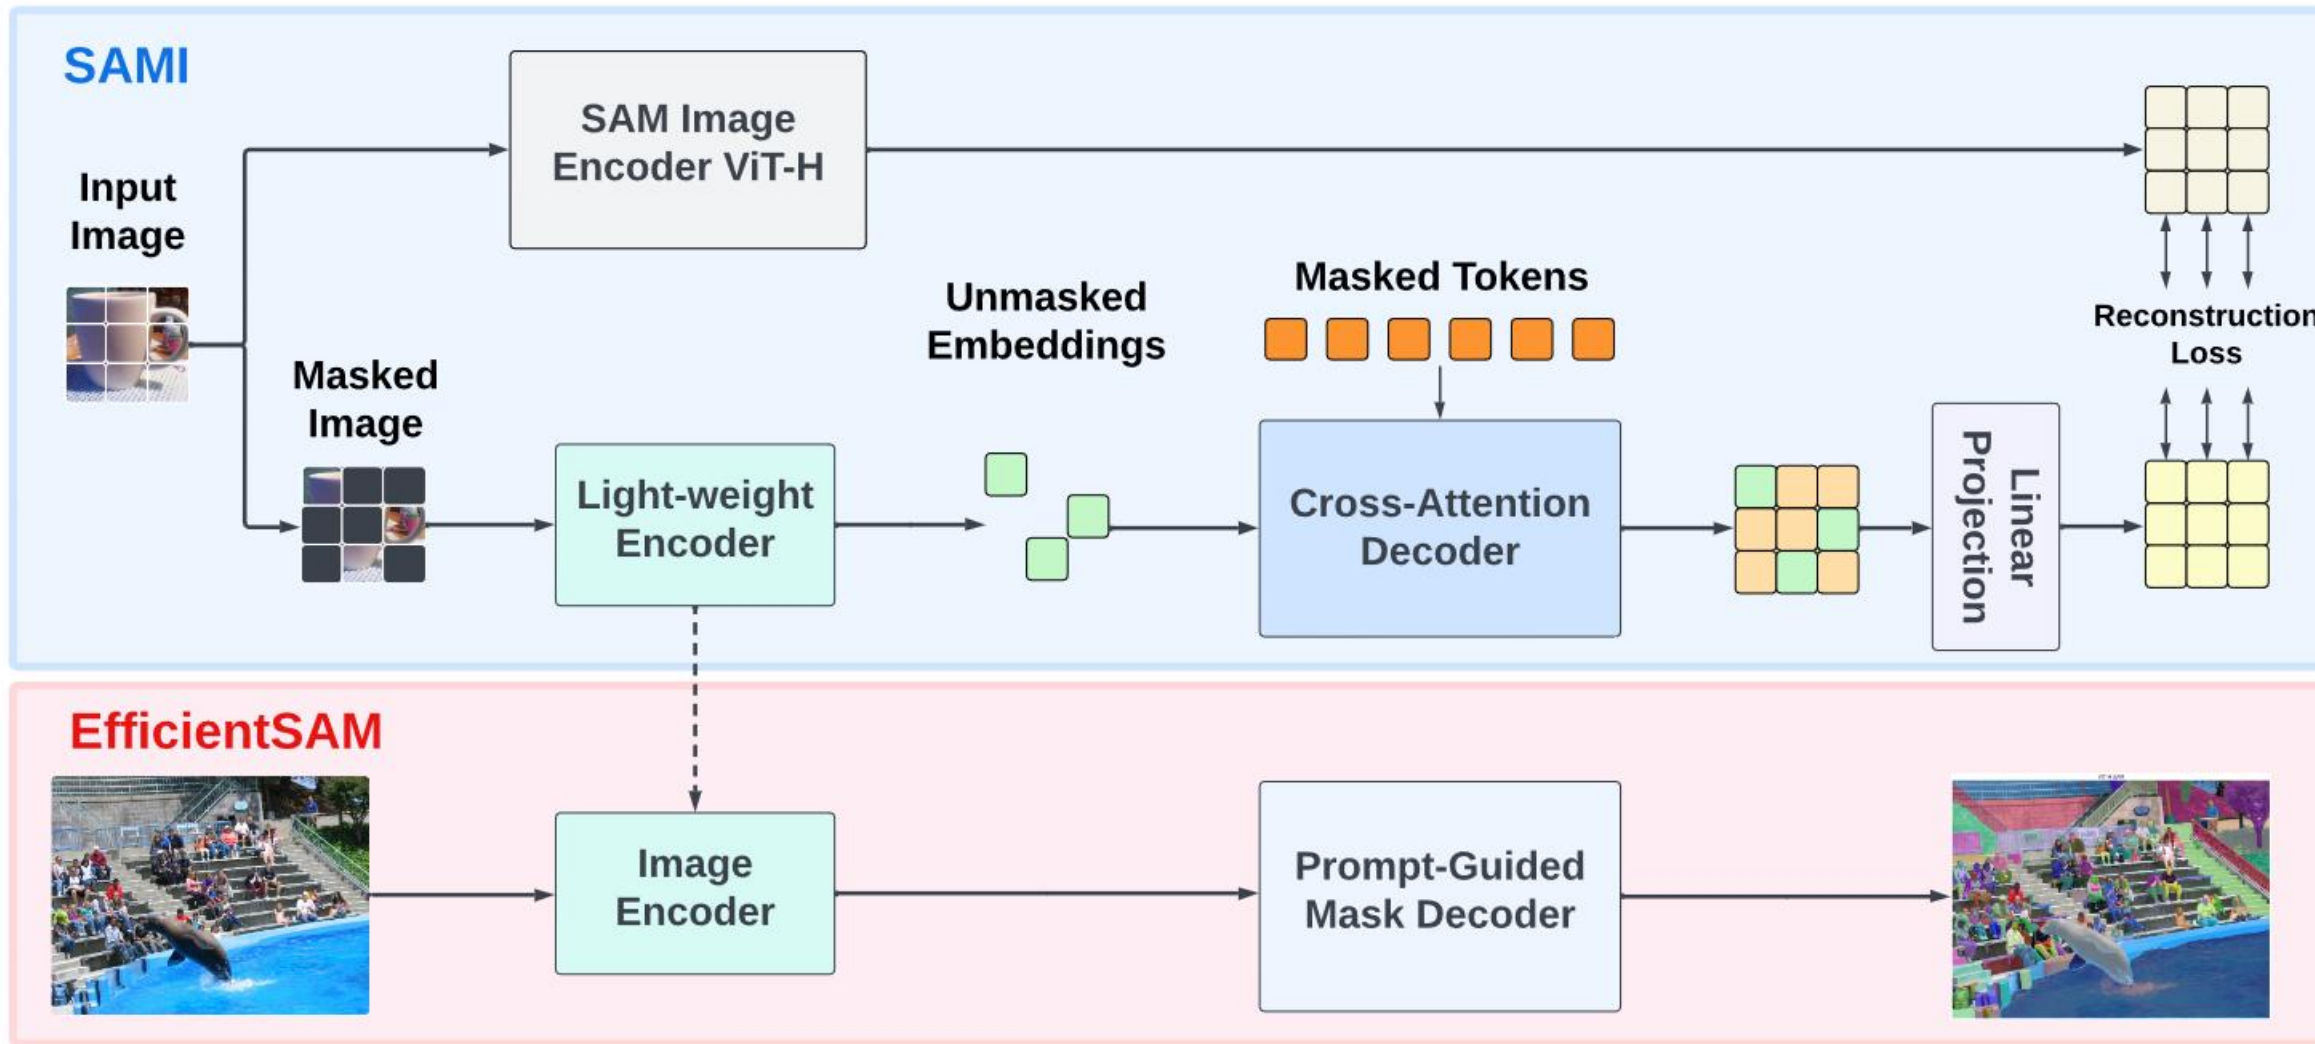 SAMI
SAM Image
Encoder ViT-H
Input
Image
Masked
Image
Light-weight
Encoder
Unmasked
Embeddings
Masked Tokens
Cross-Attention
Decoder
Linear
Projection
Reconstruction
Loss
EfficientSAM
Image
Encoder
Prompt-Guided
Mask Decoder